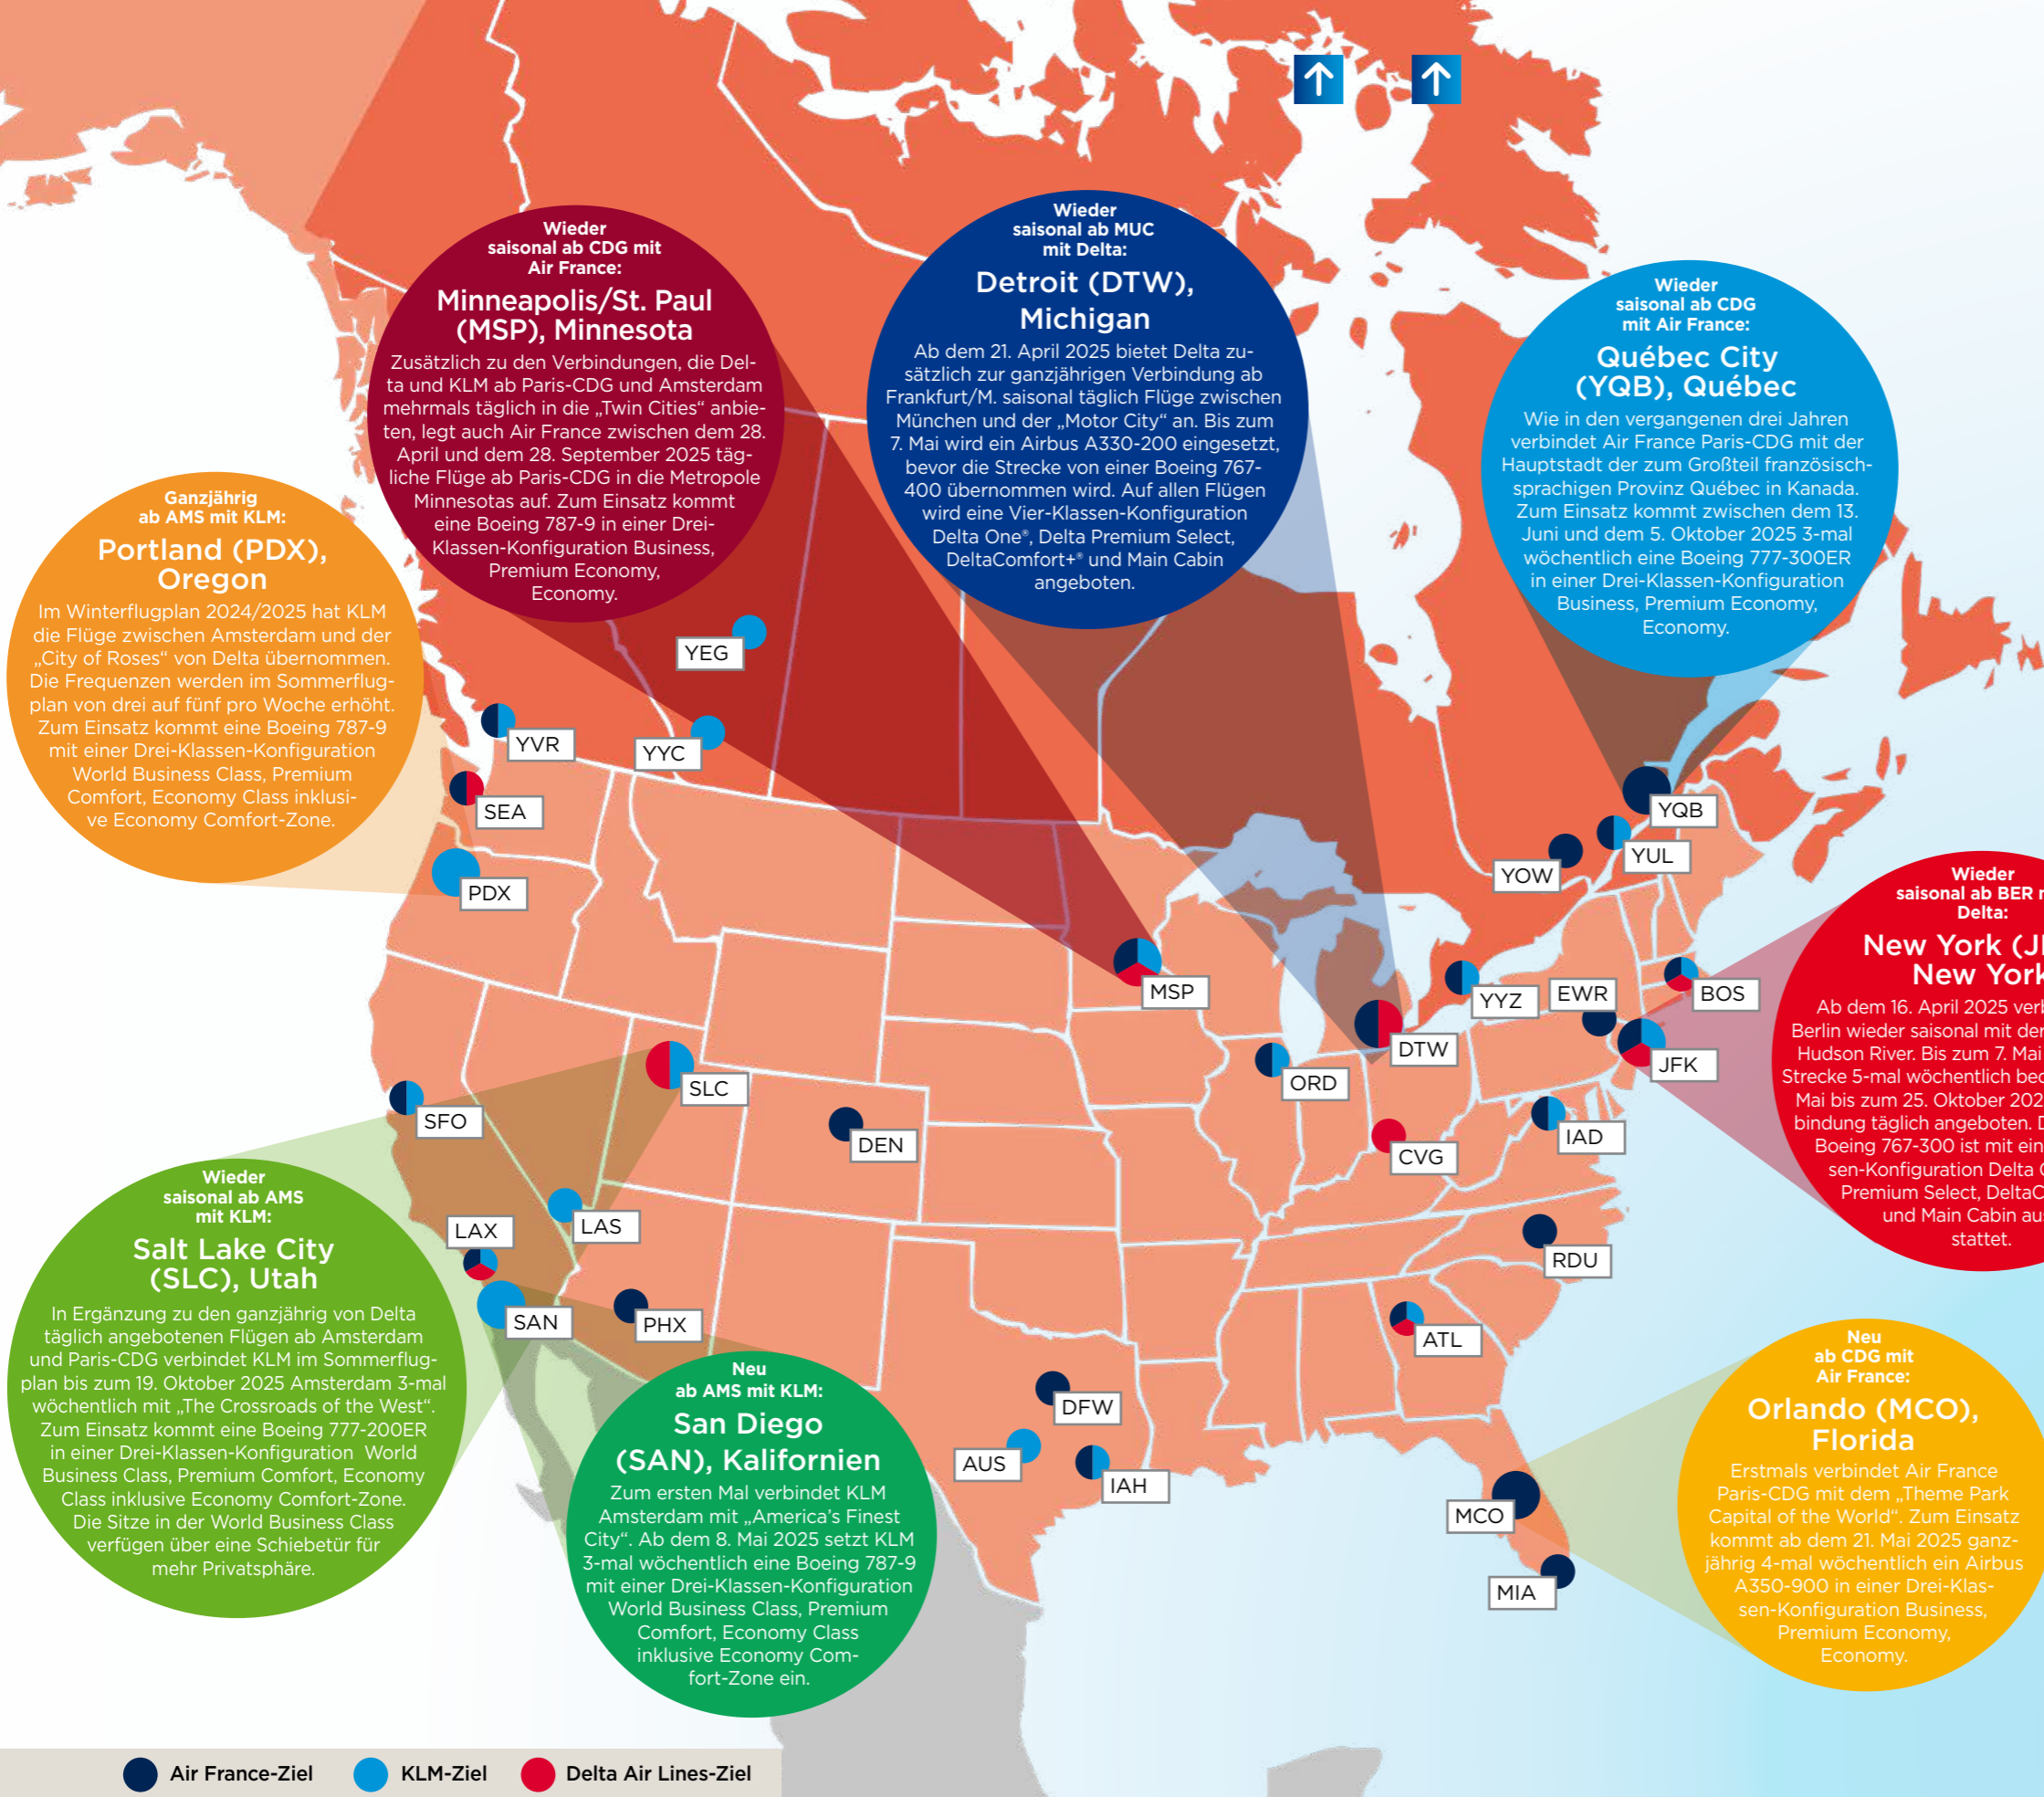 Wieder
saisonal ab CDG mit
Air France:
Minneapolis/St. Paul
(MSP), Minnesota
Zusätzlich zu den Verbindungen, die Del-
ta und KLM ab Paris-CDG und Amsterdam
mehrmals täglich in die „Twin Cities“ anbie-
ten, legt auch Air France zwischen dem 28.
April und dem 28. September 2025 täg-
liche Flüge ab Paris-CDG in die Metropole
Minnesotas auf. Zum Einsatz kommt
eine Boeing 787-9 in einer Drei-
Klassen-Konfiguration Business,
Premium Economy,
Economy.
Wieder
saisonal ab MUC
mit Delta:
Detroit (DTW),
Michigan
Ab dem 21. April 2025 bietet Delta zu-
sätzlich zur ganzjährigen Verbindung ab
Frankfurt/M. saisonal täglich Flüge zwischen
München und der „Motor City“ an. Bis zum
7. Mai wird ein Airbus A330-200 eingesetzt,
bevor die Strecke von einer Boeing 767-
400 übernommen wird. Auf allen Flügen
wird eine Vier-Klassen-Konfiguration
Delta One®, Delta Premium Select,
DeltaComfort+® und Main Cabin
angeboten.
Wieder
saisonal ab CDG
mit Air France:
Québec City
(YQB), Québec
Wie in den vergangenen drei Jahren
verbindet Air France Paris-CDG mit der
Hauptstadt der zum Großteil französisch-
sprachigen Provinz Québec in Kanada.
Zum Einsatz kommt zwischen dem 13.
Juni und dem 5. Oktober 2025 3-mal
wöchentlich eine Boeing 777-300ER
in einer Drei-Klassen-Konfiguration
Business, Premium Economy,
Economy.
Ganzjährig
ab AMS mit KLM:
Portland (PDX),
Oregon
Im Winterflugplan 2024/2025 hat KLM
die Flüge zwischen Amsterdam und der
„City of Roses“ von Delta übernommen.
Die Frequenzen werden im Sommerflug-
plan von drei auf fünf pro Woche erhöht.
Zum Einsatz kommt eine Boeing 787-9
mit einer Drei-Klassen-Konfiguration
World Business Class, Premium
Comfort, Economy Class inklusi-
ve Economy Comfort-Zone.
YEG
YVR
YYC
SEA
PDX
YQB
YUL
YOW
MSP
YYZ
EWR
BOS
DTW
JFK
ORD
SLC
SFO
DEN
IAD
CVG
LAX
LAS
RDU
SAN
PHX
ATL
DFW
AUS
IAH
MCO
MIA
Wieder
saisonal ab BER
Delta:
New York
New York
Ab dem 16. April 2025
Berlin wieder saisonal mit
Hudson River. Bis zum 7. Mai
Strecke 5-mal wöchentlich
Mai bis zum 25. Oktober
bindung täglich angeboten.
Boeing 767-300 ist mit
sen-Konfiguration Delta
Premium Select,
und Main Cabin
stattet.
Wieder
saisonal ab AMS
mit KLM:
Salt Lake City
(SLC), Utah
In Ergänzung zu den ganzjährig von Delta
täglich angebotenen Flügen ab Amsterdam
und Paris-CDG verbindet KLM im Sommerflug-
plan bis zum 19. Oktober 2025 Amsterdam 3-mal
wöchentlich mit „The Crossroads of the West“.
Zum Einsatz kommt eine Boeing 777-200ER
in einer Drei-Klassen-Konfiguration World
Business Class, Premium Comfort, Economy
Class inklusive Economy Comfort-Zone.
Die Sitze in der World Business Class
verfügen über eine Schiebetür für
mehr Privatsphäre.
Neu
ab AMS mit KLM:
San Diego
(SAN), Kalifornien
Zum ersten Mal verbindet KLM
Amsterdam mit „America’s Finest
City“. Ab dem 8. Mai 2025 setzt KLM
3-mal wöchentlich eine Boeing 787-9
mit einer Drei-Klassen-Konfiguration
World Business Class, Premium
Comfort, Economy Class
inklusive Economy Com-
fort-Zone ein.
Neu
ab CDG mit
Air France:
Orlando (MCO),
Florida
Erstmals verbindet Air France
Paris-CDG mit dem „Theme Park
Capital of the World“. Zum Einsatz
kommt ab dem 21. Mai 2025 ganz-
jährig 4-mal wöchentlich ein Airbus
A350-900 in einer Drei-Klas-
sen-Konfiguration Business,
Premium Economy,
Economy.
Air France-Ziel
KLM-Ziel
Delta Air Lines-Ziel